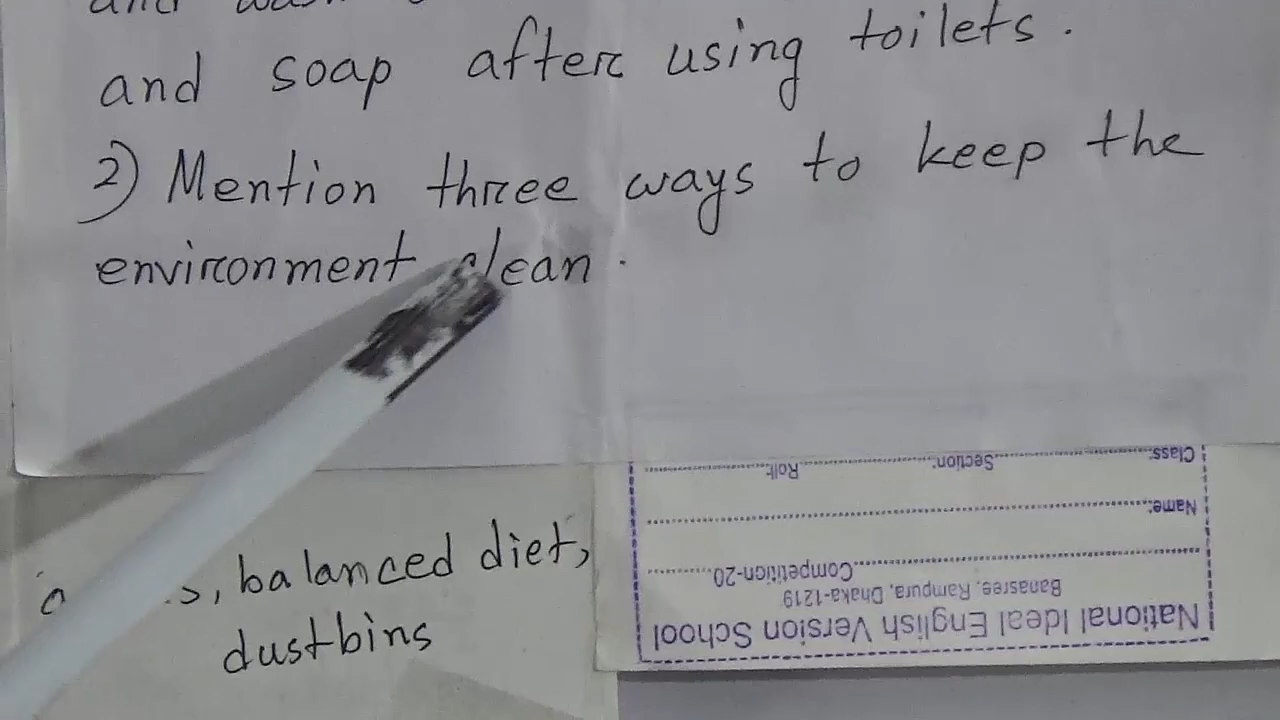 and soap after using toilets.
2) Mention three ways to keep the
environment clean.
balanced diet,
dustbins
National Ideal English Version School
Banasree, Rampura, Dhaka-1219
Competition-20
Name:
Class: Section: Roll: